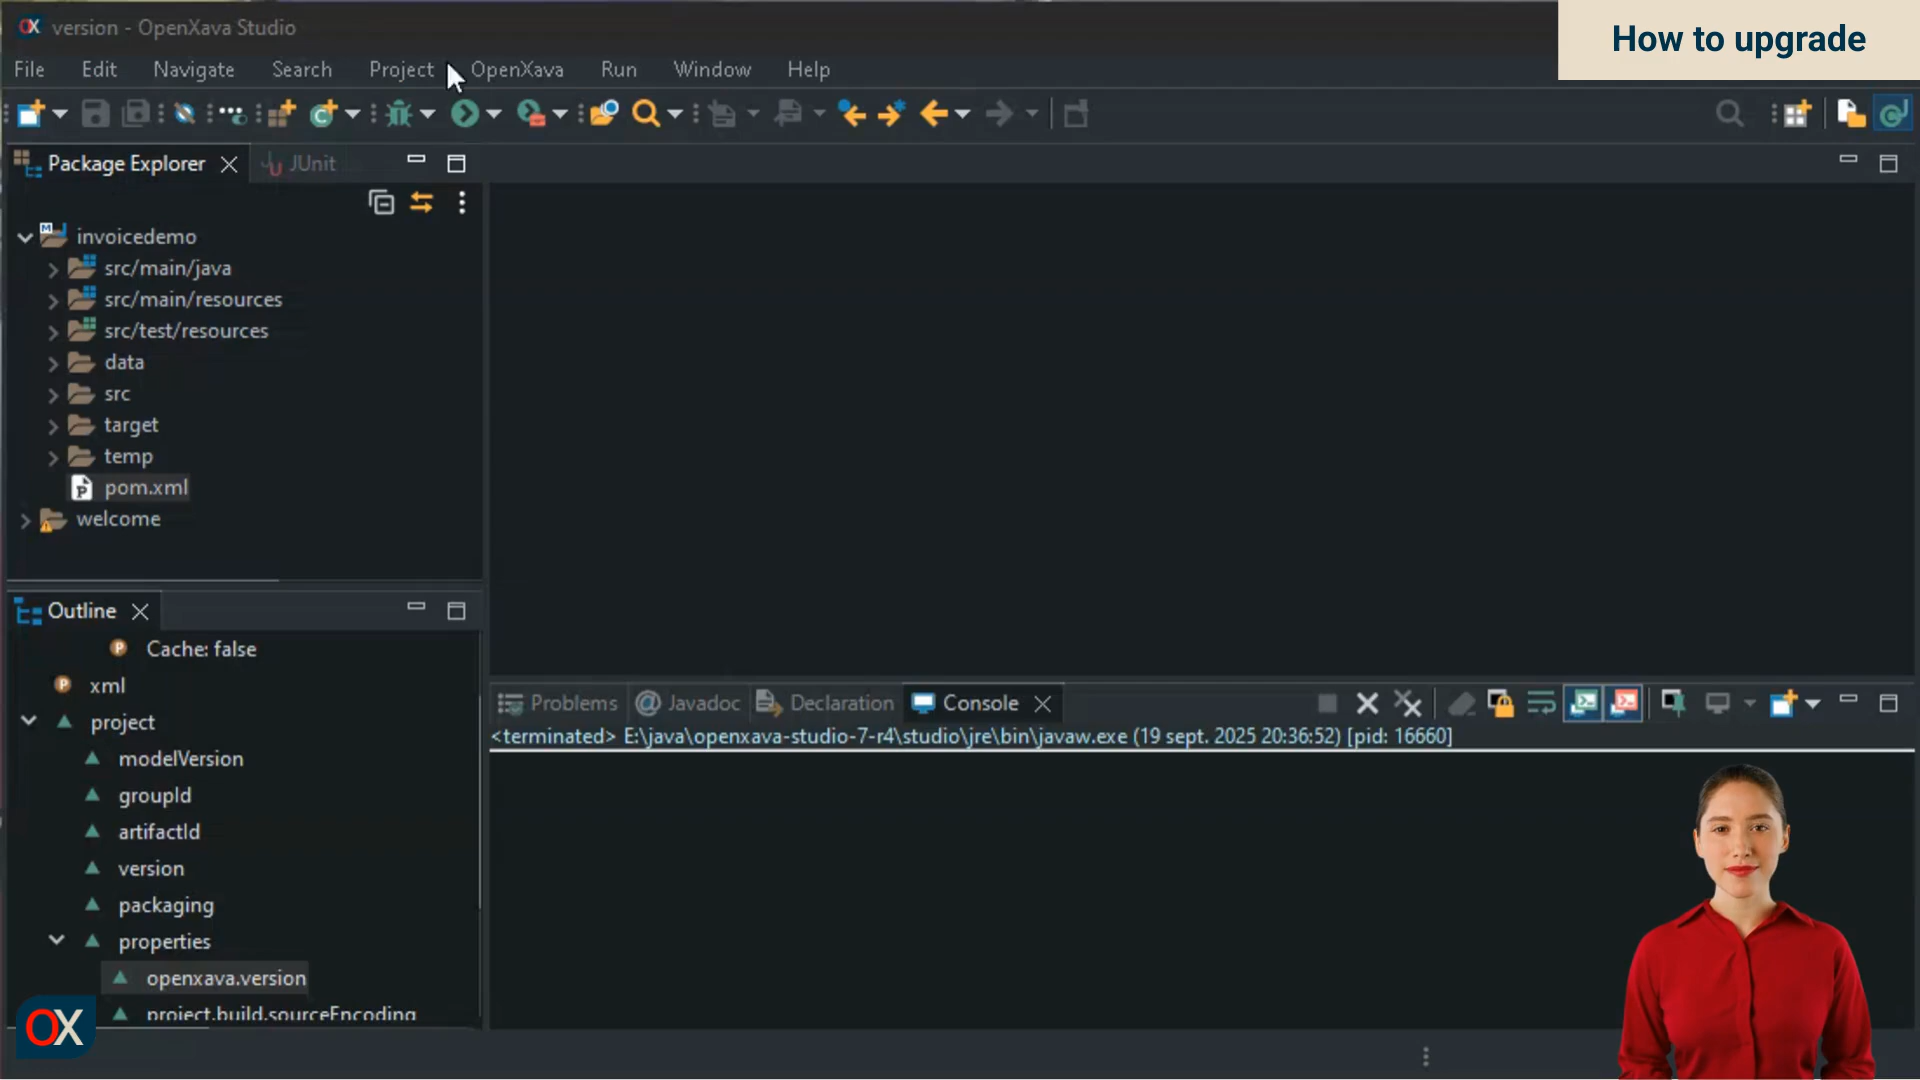 OX version - OpenXava Studio
How to upgrade
File Edit Navigate Search Project OpenXava Run Window Help
Package Explorer JUnit
invoicedemo
src/main/java
src/main/resources
src/test/resources
data
src
target
temp
pom.xml
welcome
Outline
Cache: false
xml
project
modelVersion
groupId
artifactId
version
packaging
properties
openxava.version
project.build.sourceEncoding
Problems Javadoc Declaration Console
<terminated> E:\java\openxava-studio-7-r4\studio\jre\bin\javaw.exe (19 sept. 2025 20:36:52) [pid: 16660]
OX